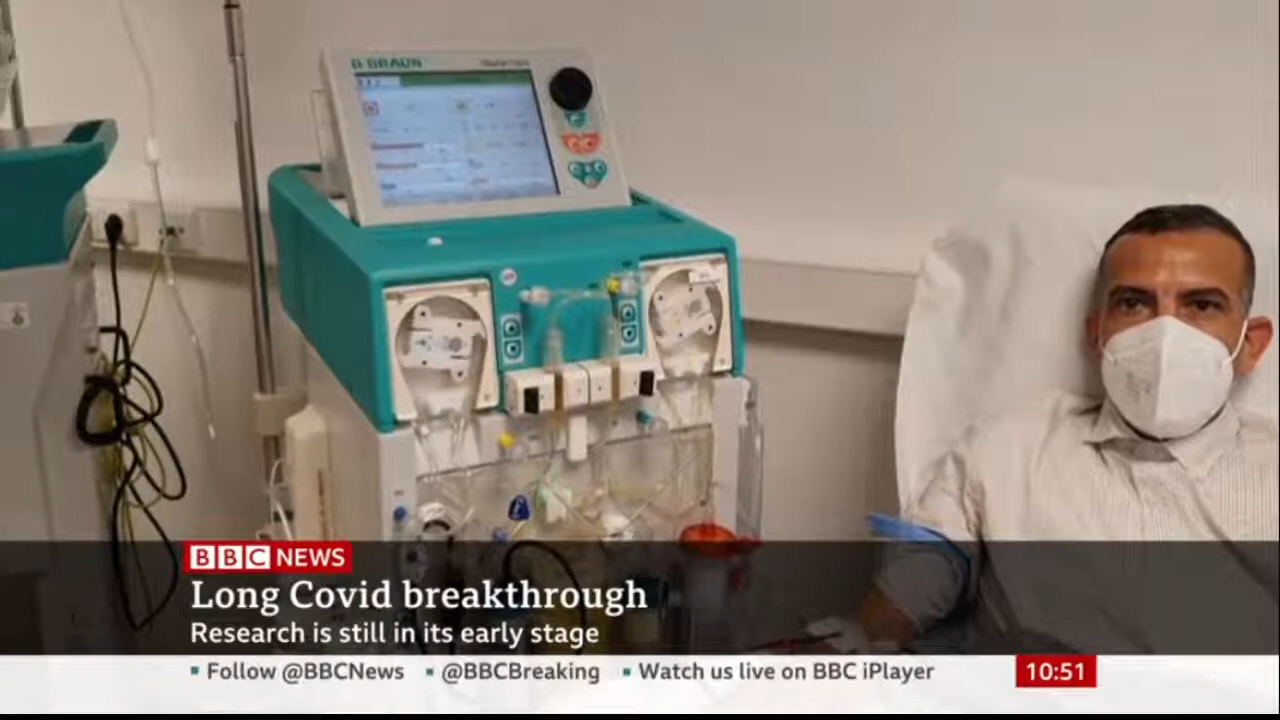 B BRAUN
BBC NEWS
Long Covid breakthrough
Research is still in its early stage
Follow @BBCNews
@BBCBreaking
Watch us live on BBC iPlayer
10:51